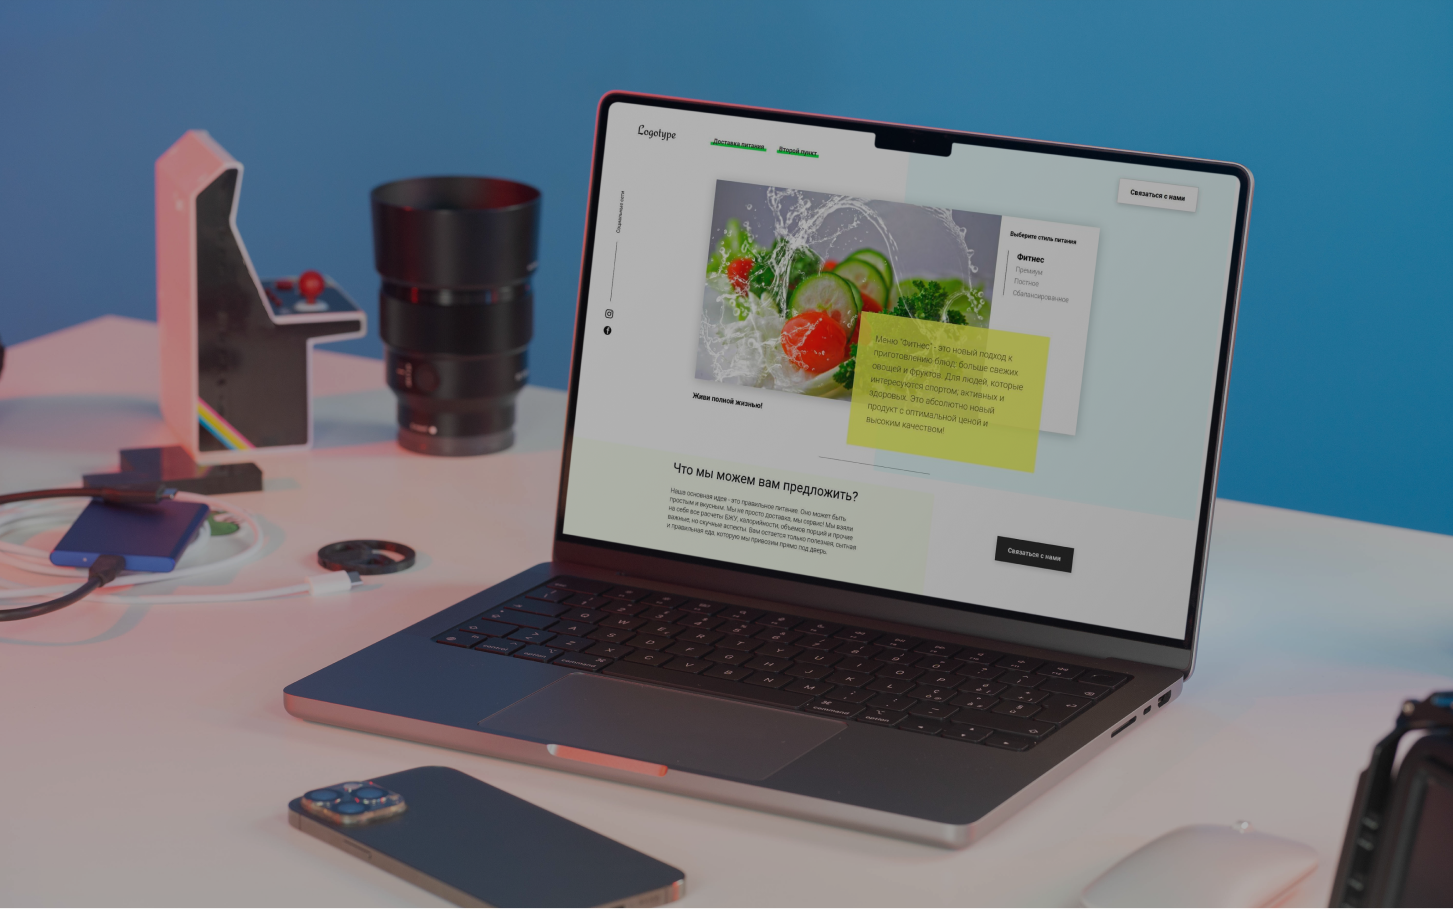 Logotype
Доставка питания
Второй пункт
Связаться с нами
Социальные сети
Выберите стиль питания
Фитнес
Премиум
Постное
Сбалансированное
Меню "Фитнес" - это новый подход к
приготовлению блюд: больше свежих
овощей и фруктов. Для людей, которые
интересуются спортом; активных и
здоровых. Это абсолютно новый
продукт с оптимальной ценой и
высоким качеством!
Живи полной жизнью!
Что мы можем вам предложить?
Наша основная идея - это правильное питание. Оно может быть
простым и вкусным. Мы не просто доставка, мы сервис! Мы взяли
на себя все расчеты БЖУ, калорийности, объемов порций и прочие
важные, но скучные аспекты. Вам остается только полезная, сытная
и правильная еда, которую мы привозим прямо под дверь.
Связаться с нами